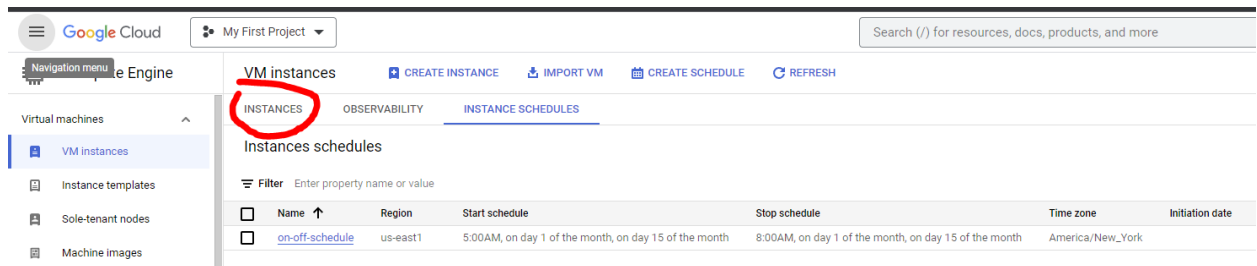 Google Cloud
My First Project
Search (/) for resources, docs, products, and more
Navigation menu
Engine
VM instances
CREATE INSTANCE
IMPORT VM
CREATE SCHEDULE
REFRESH
Virtual machines
INSTANCES
OBSERVABILITY
INSTANCE SCHEDULES
VM instances
Instance templates
Sole-tenant nodes
Machine images
Instances schedules
Filter Enter property name or value
Name Region Start schedule Stop schedule Time zone Initiation date
on-off-schedule us-east1 5:00AM, on day 1 of the month, on day 15 of the month 8:00AM, on day 1 of the month, on day 15 of the month America/New_York